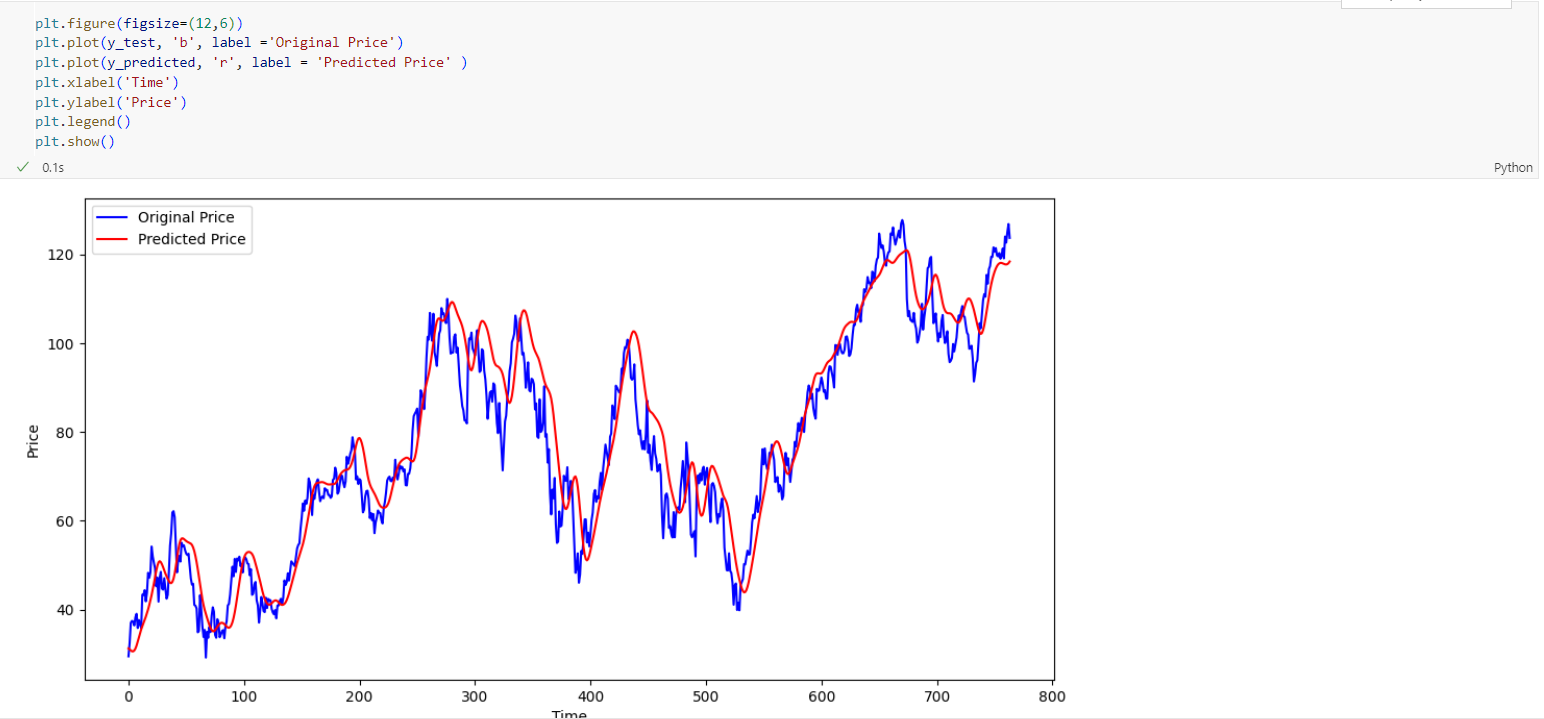 plt.figure(figsize=(12,6))
plt.plot(y_test, 'b', label ='Original Price')
plt.plot(y_predicted, 'r', label = 'Predicted Price' )
plt.xlabel('Time')
plt.ylabel('Price')
plt.legend()
plt.show()
0.1s
Python
Original Price
Predicted Price
120
100
80
60
40
Price
0 100 200 300 400 500 600 700 800
Time